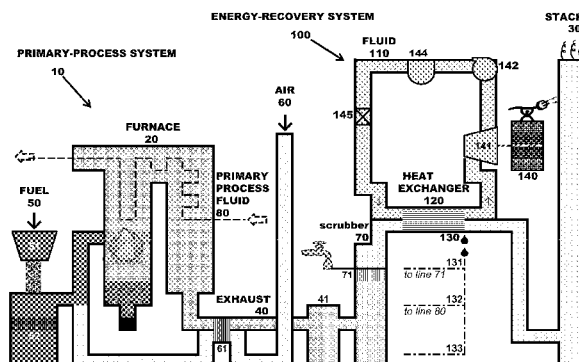 ENERGY-RECOVERY SYSTEM
100
STACK
30
PRIMARY-PROCESS SYSTEM
10
FLUID
110
144
142
AIR
60
145
FURNACE
20
141
140
FUEL
50
PRIMARY
PROCESS
FLUID
80
HEAT
EXCHANGER
120
scrubber
70
130
71
131
to line 71
EXHAUST
40
41
132
to line 80
61
133